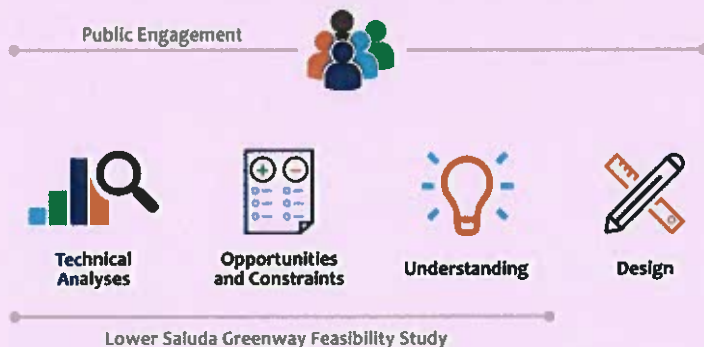 Public Engagement
Technical
Analyses
Opportunities
and Constraints
Understanding
Design
Lower Saluda Greenway Feasibility Study